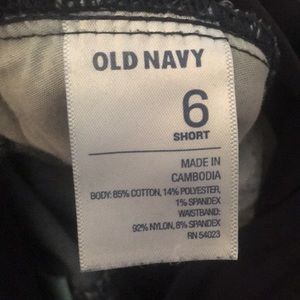 OLD NAVY
6
SHORT
MADE IN
CAMBODIA
BODY: 85% COTTON, 14% POLYESTER,
1% SPANDEX
WAISTBAND:
92% NYLON, 8% SPANDEX
RN 54023